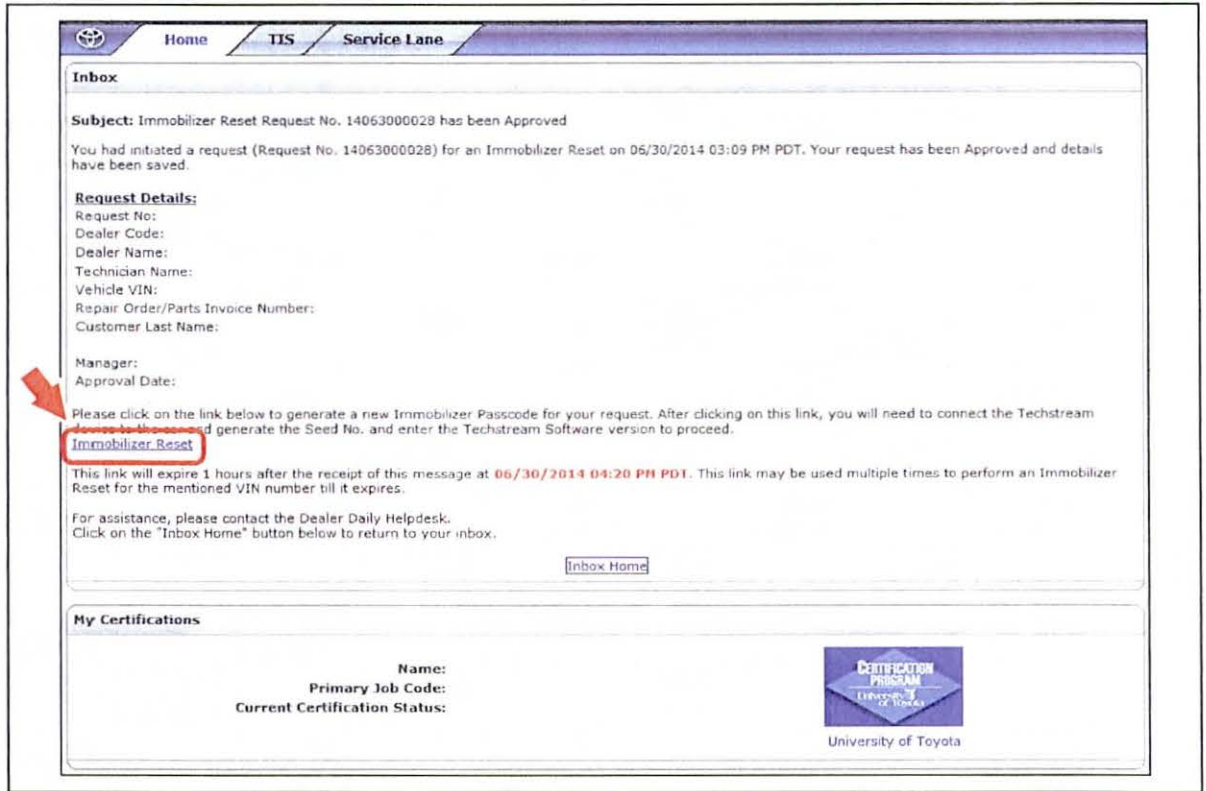 Home TIS Service Lane
Inbox
Subject: Immobilizer Reset Request No. 14063000028 has been Approved
You had initiated a request (Request No. 14063000028) for an Immobilizer Reset on 06/30/2014 03:09 PM PDT. Your request has been Approved and details
have been saved.
Request Details:
Request No:
Dealer Code:
Dealer Name:
Technician Name:
Vehicle VIN:
Repair Order/Parts Invoice Number:
Customer Last Name:
Manager:
Approval Date:
Please click on the link below to generate a new Immobilizer Passcode for your request. After clicking on this link, you will need to connect the Techstream
device to the car and generate the Seed No. and enter the Techstream Software version to proceed.
Immobilizer Reset
This link will expire 1 hours after the receipt of this message at 06/30/2014 04:20 PM PDT. This link may be used multiple times to perform an Immobilizer
Reset for the mentioned VIN number till it expires.
For assistance, please contact the Dealer Daily Helpdesk.
Click on the "Inbox Home" button below to return to your inbox.
Inbox Home
My Certifications
Name:
Primary Job Code:
Current Certification Status:
CERTIFICATION
PROGRAM
University
of Toyota
University of Toyota